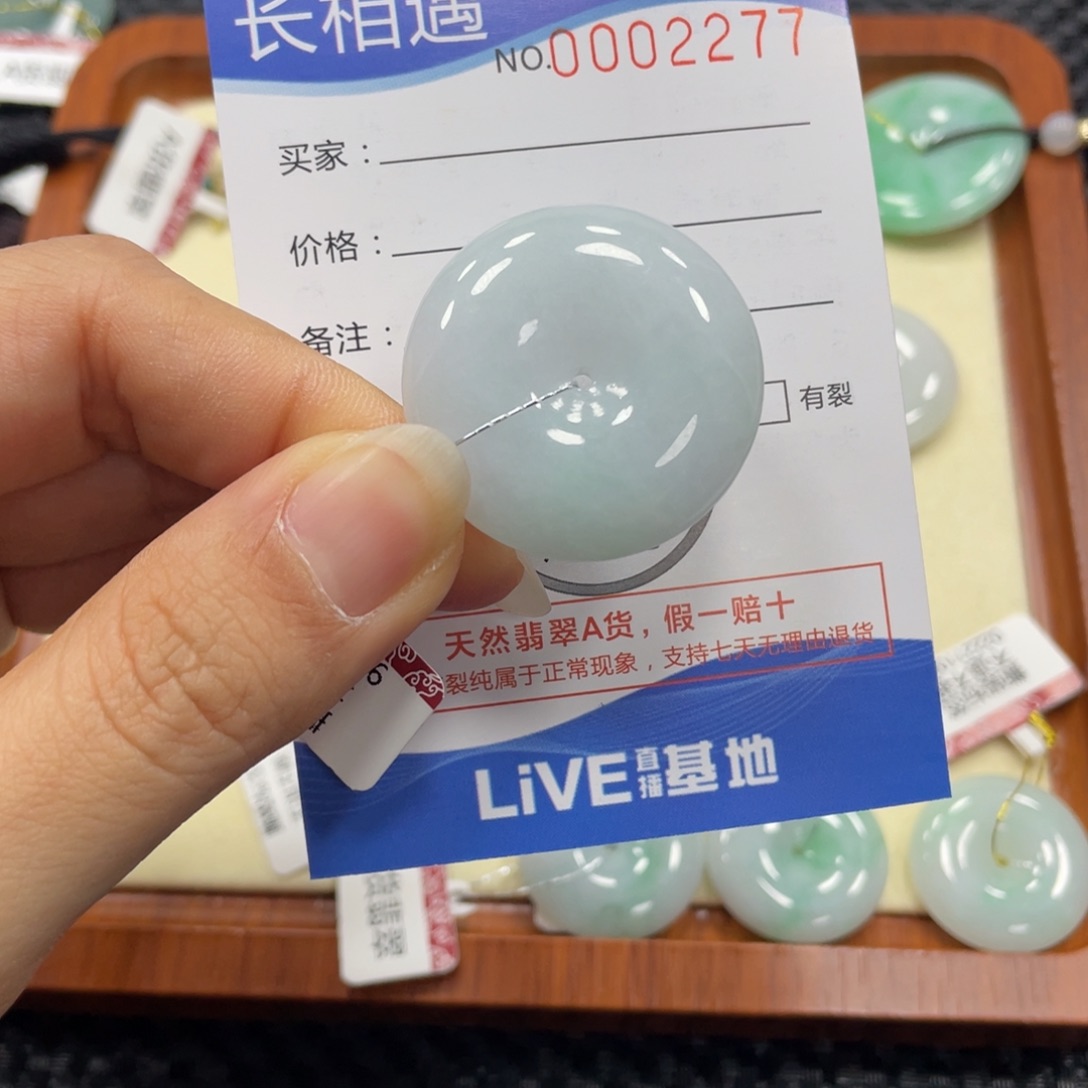 长相遇
NO.0002277
买家：
价格：
备注：
有裂
天然翡翠A货，假一赔十
裂纯属于正常现象，支持七天无理由退货
LiVE直播基地